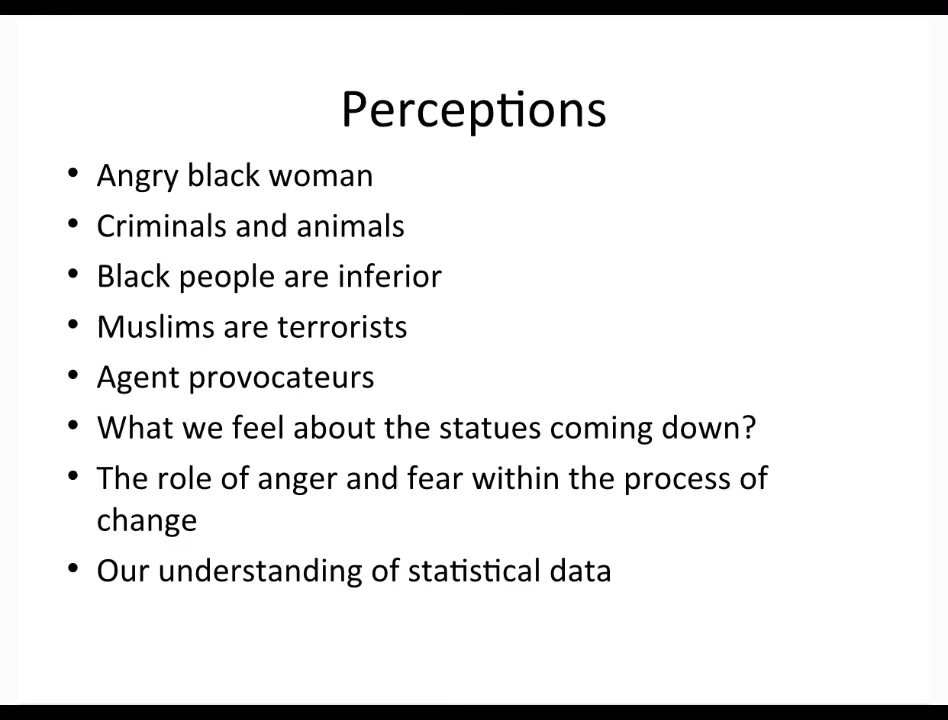 Perceptions
• Angry black woman
• Criminals and animals
• Black people are inferior
• Muslims are terrorists
• Agent provocateurs
• What we feel about the statues coming down?
• The role of anger and fear within the process of
change
• Our understanding of statistical data